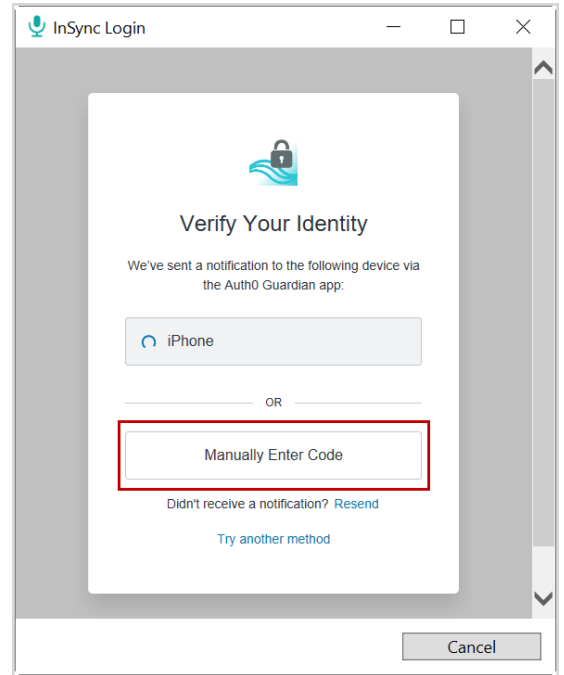 InSync Login
Verify Your Identity
We've sent a notification to the following device via
the Auth0 Guardian app:
iPhone
OR
Manually Enter Code
Didn't receive a notification? Resend
Try another method
Cancel